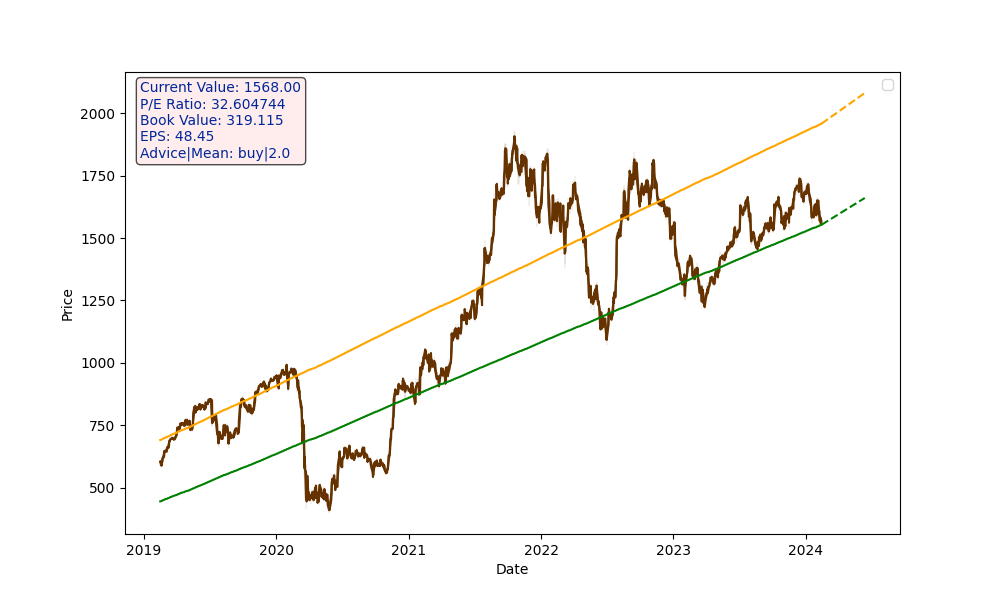 Current Value: 1568.00
P/E Ratio: 32.604744
Book Value: 319.115
EPS: 48.45
Advice|Mean: buy|2.0
2000
1750
1500
1250
1000
750
500
Price
2019 2020 2021 2022 2023 2024
Date